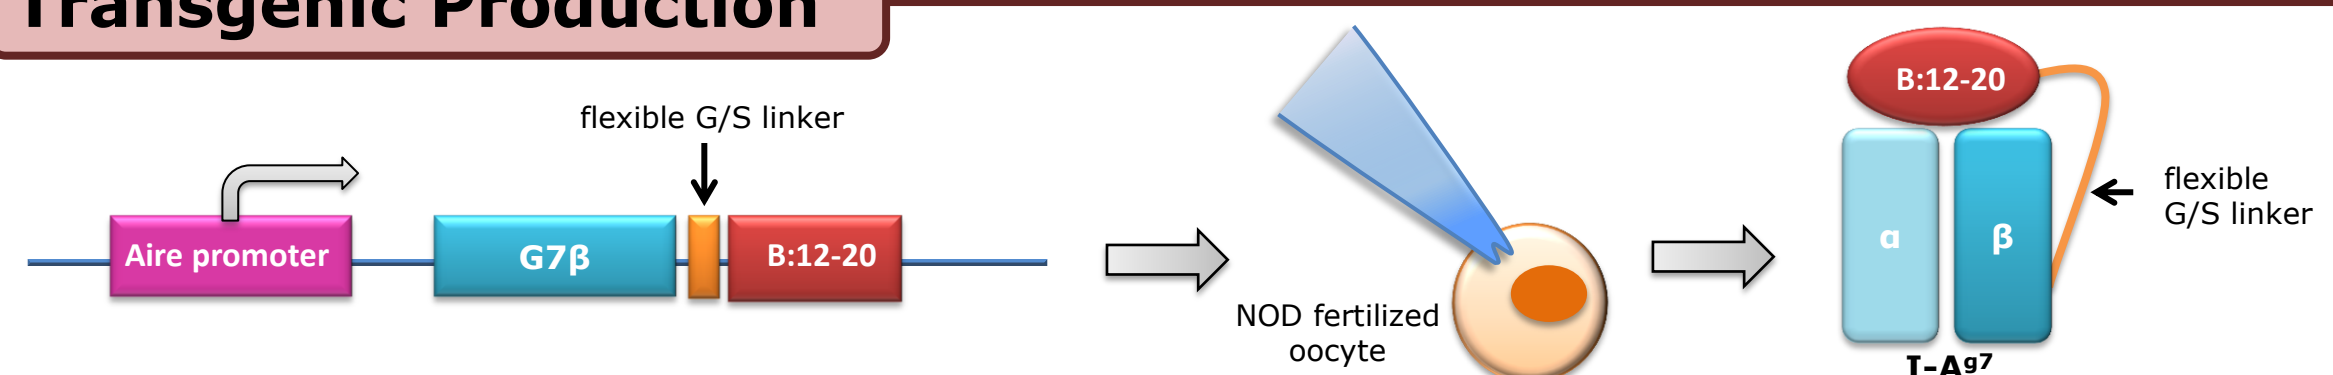 Transgenic Production
flexible G/S linker
Aire promoter
G7β
B:12-20
NOD fertilized
oocyte
B:12-20
α
β
flexible
G/S linker
I-Aᵍ⁷